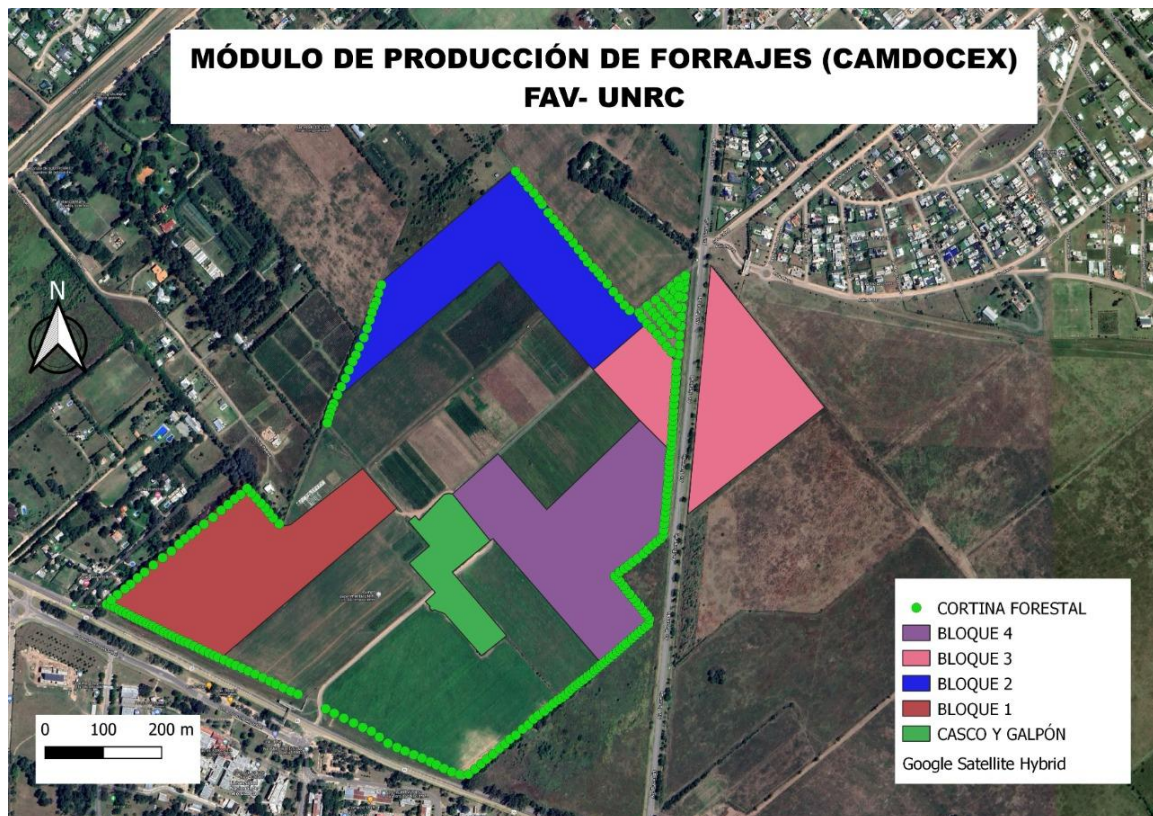 MÓDULO DE PRODUCCIÓN DE FORRAJES (CAMDOCEX)
FAV- UNRC
N
CORTINA FORESTAL
BLOQUE 4
BLOQUE 3
BLOQUE 2
BLOQUE 1
CASCO Y GALPÓN
Google Satellite Hybrid
0 100 200 m